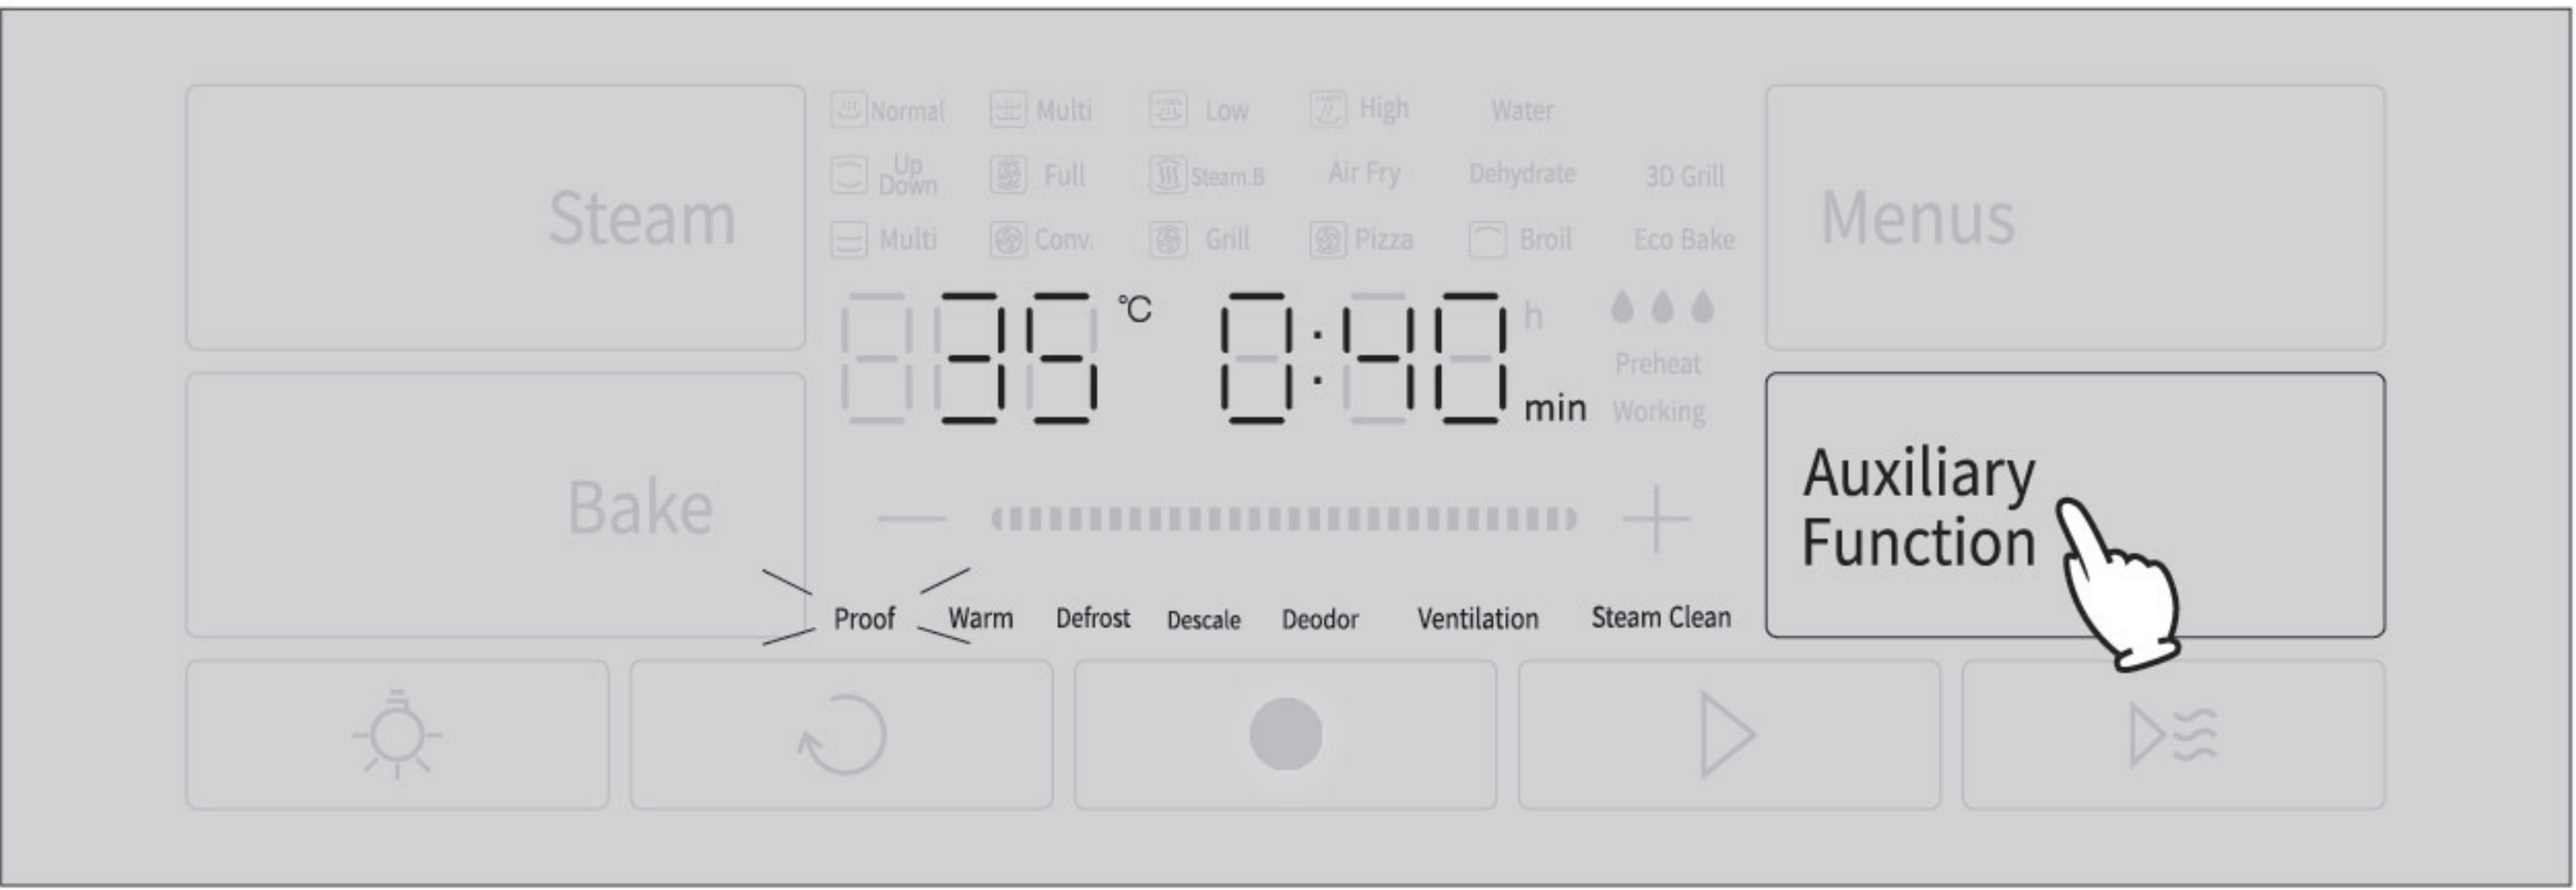 Normal Multi Low High Water
Up Down Full Steam.B Air Fry Dehydrate 3D Grill
Multi Conv. Grill Pizza Broil Eco Bake
Steam
Menus
35 °C 0:40 h min
Preheat
Working
Bake
Auxiliary
Function
Proof Warm Defrost Descale Deodor Ventilation Steam Clean